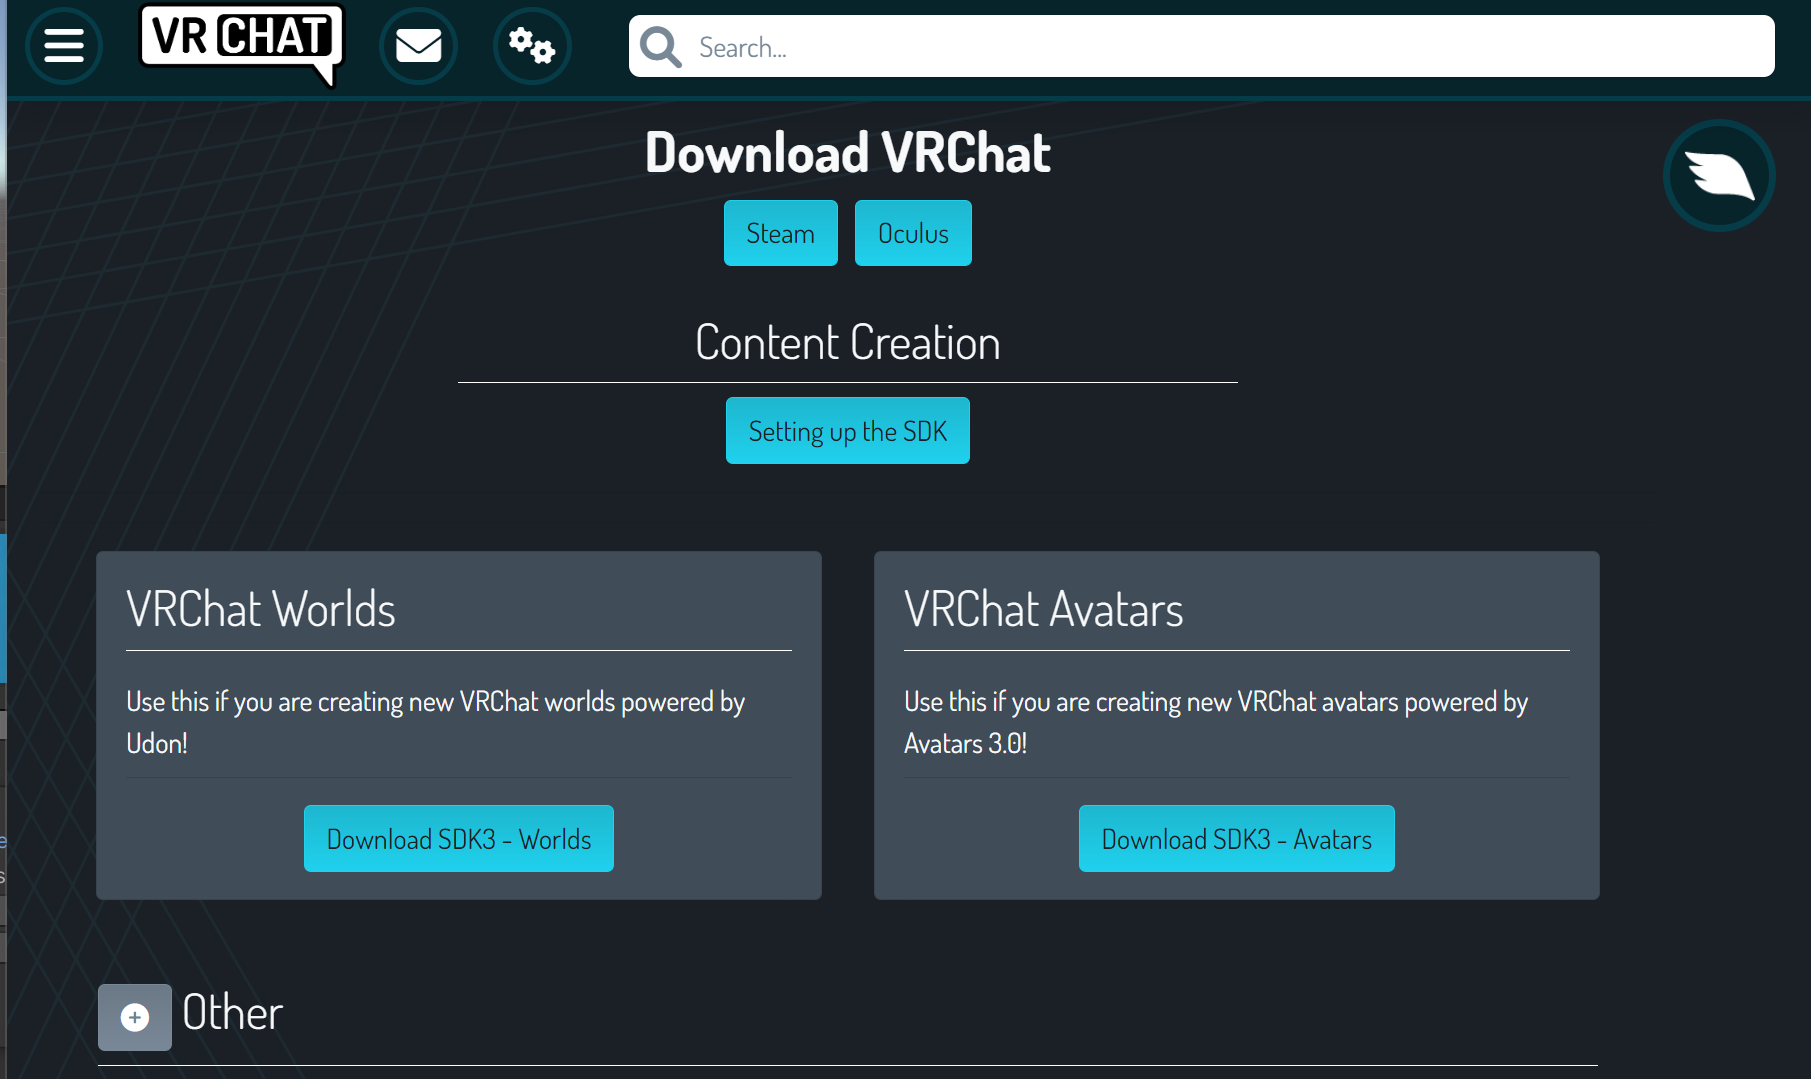 VRCHAT
Search...
Download VRChat
Steam
Oculus
Content Creation
Setting up the SDK
VRChat Worlds
Use this if you are creating new VRChat worlds powered by
Udon!
Download SDK3 - Worlds
VRChat Avatars
Use this if you are creating new VRChat avatars powered by
Avatars 3.0!
Download SDK3 - Avatars
Other